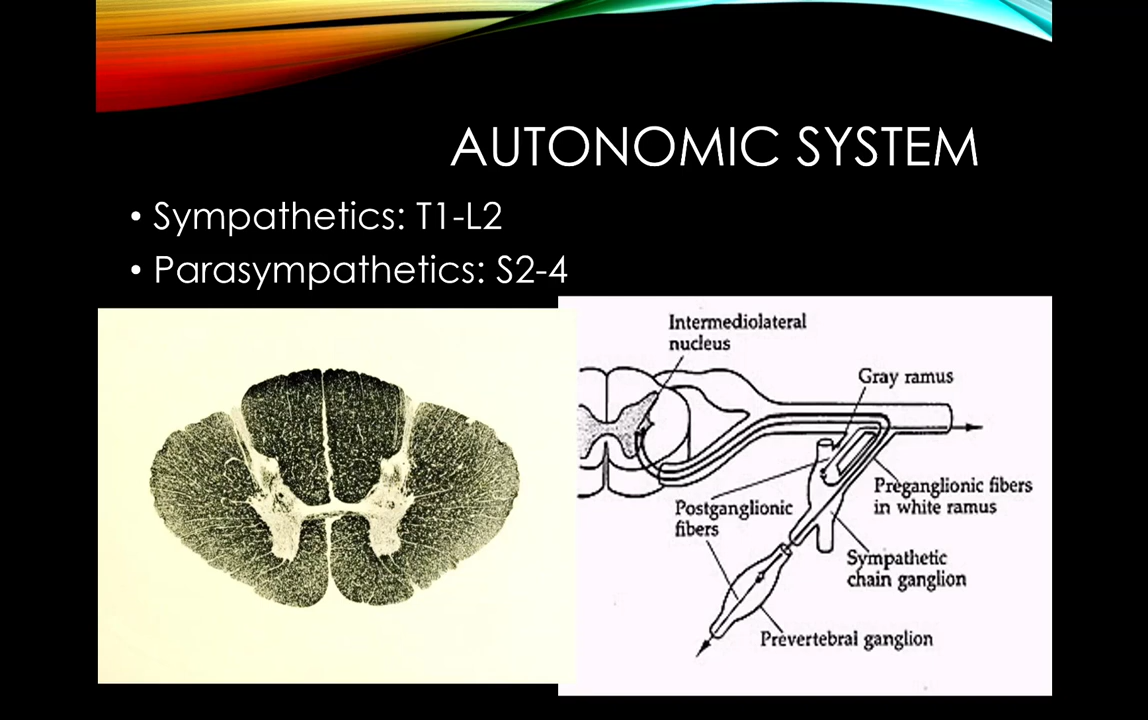 AUTONOMIC SYSTEM
• Sympathetics: T1-L2
• Parasympathetics: S2-4
Intermediolateral
nucleus
Gray ramus
Preganglionic fibers
in white ramus
Postganglionic
fibers
Sympathetic
chain ganglion
Prevertebral ganglion